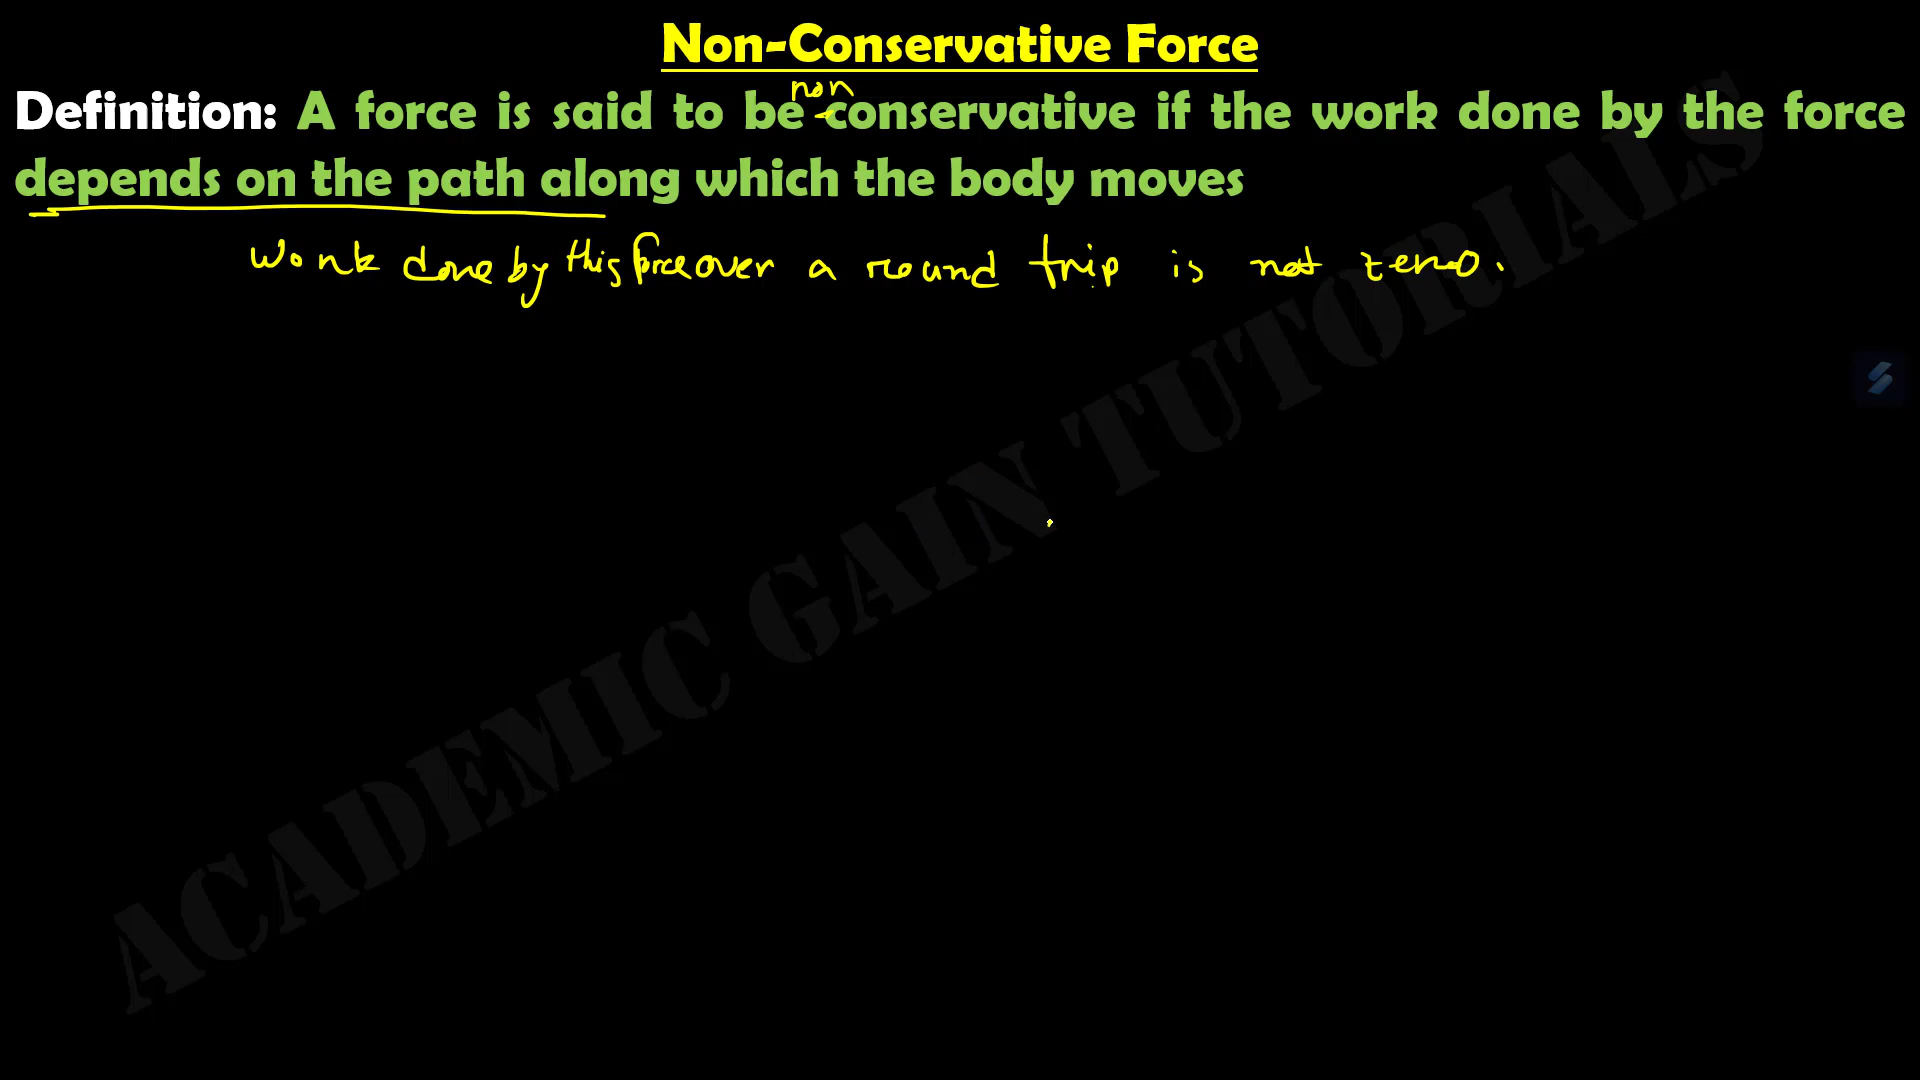 Non-Conservative Force
non
Definition: A force is said to be -conservative if the work done by the force
depends on the path along which the body moves
Work done by this force over a round trip is not zero.
ACADEMIC GAIN TUTORIALS